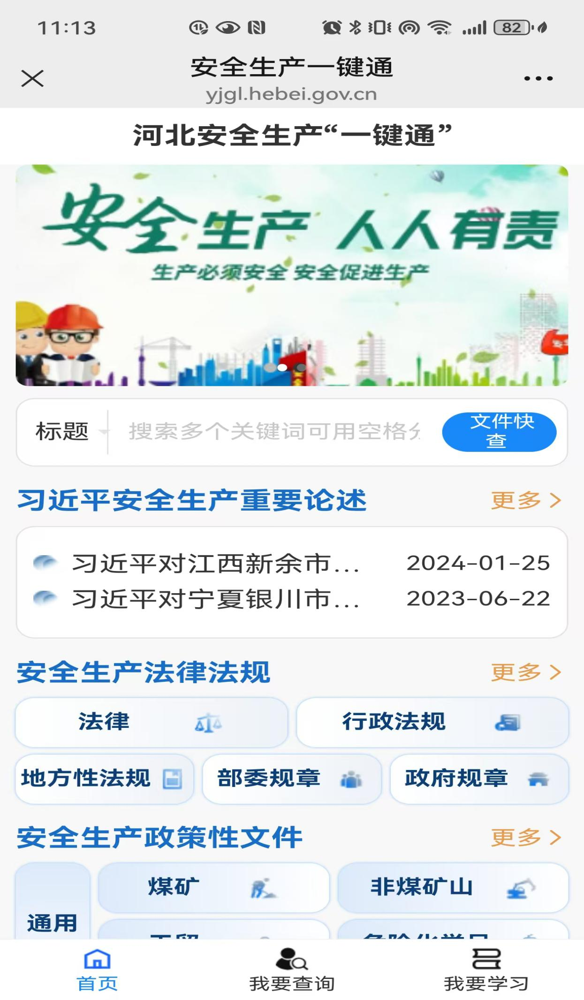 11:13
82
安全生产一键通
yjgl.hebei.gov.cn
河北安全生产“一键通”
安全生产 人人有责
生产必须安全 安全促进生产
标题
搜索多个关键词可用空格
文件快
查
习近平安全生产重要论述
更多 >
习近平对江西新余市... 2024-01-25
习近平对宁夏银川市... 2023-06-22
安全生产法律法规
更多 >
法律
行政法规
地方性法规
部委规章
政府规章
安全生产政策性文件
更多 >
煤矿
非煤矿山
通用
首页
我要查询
我要学习